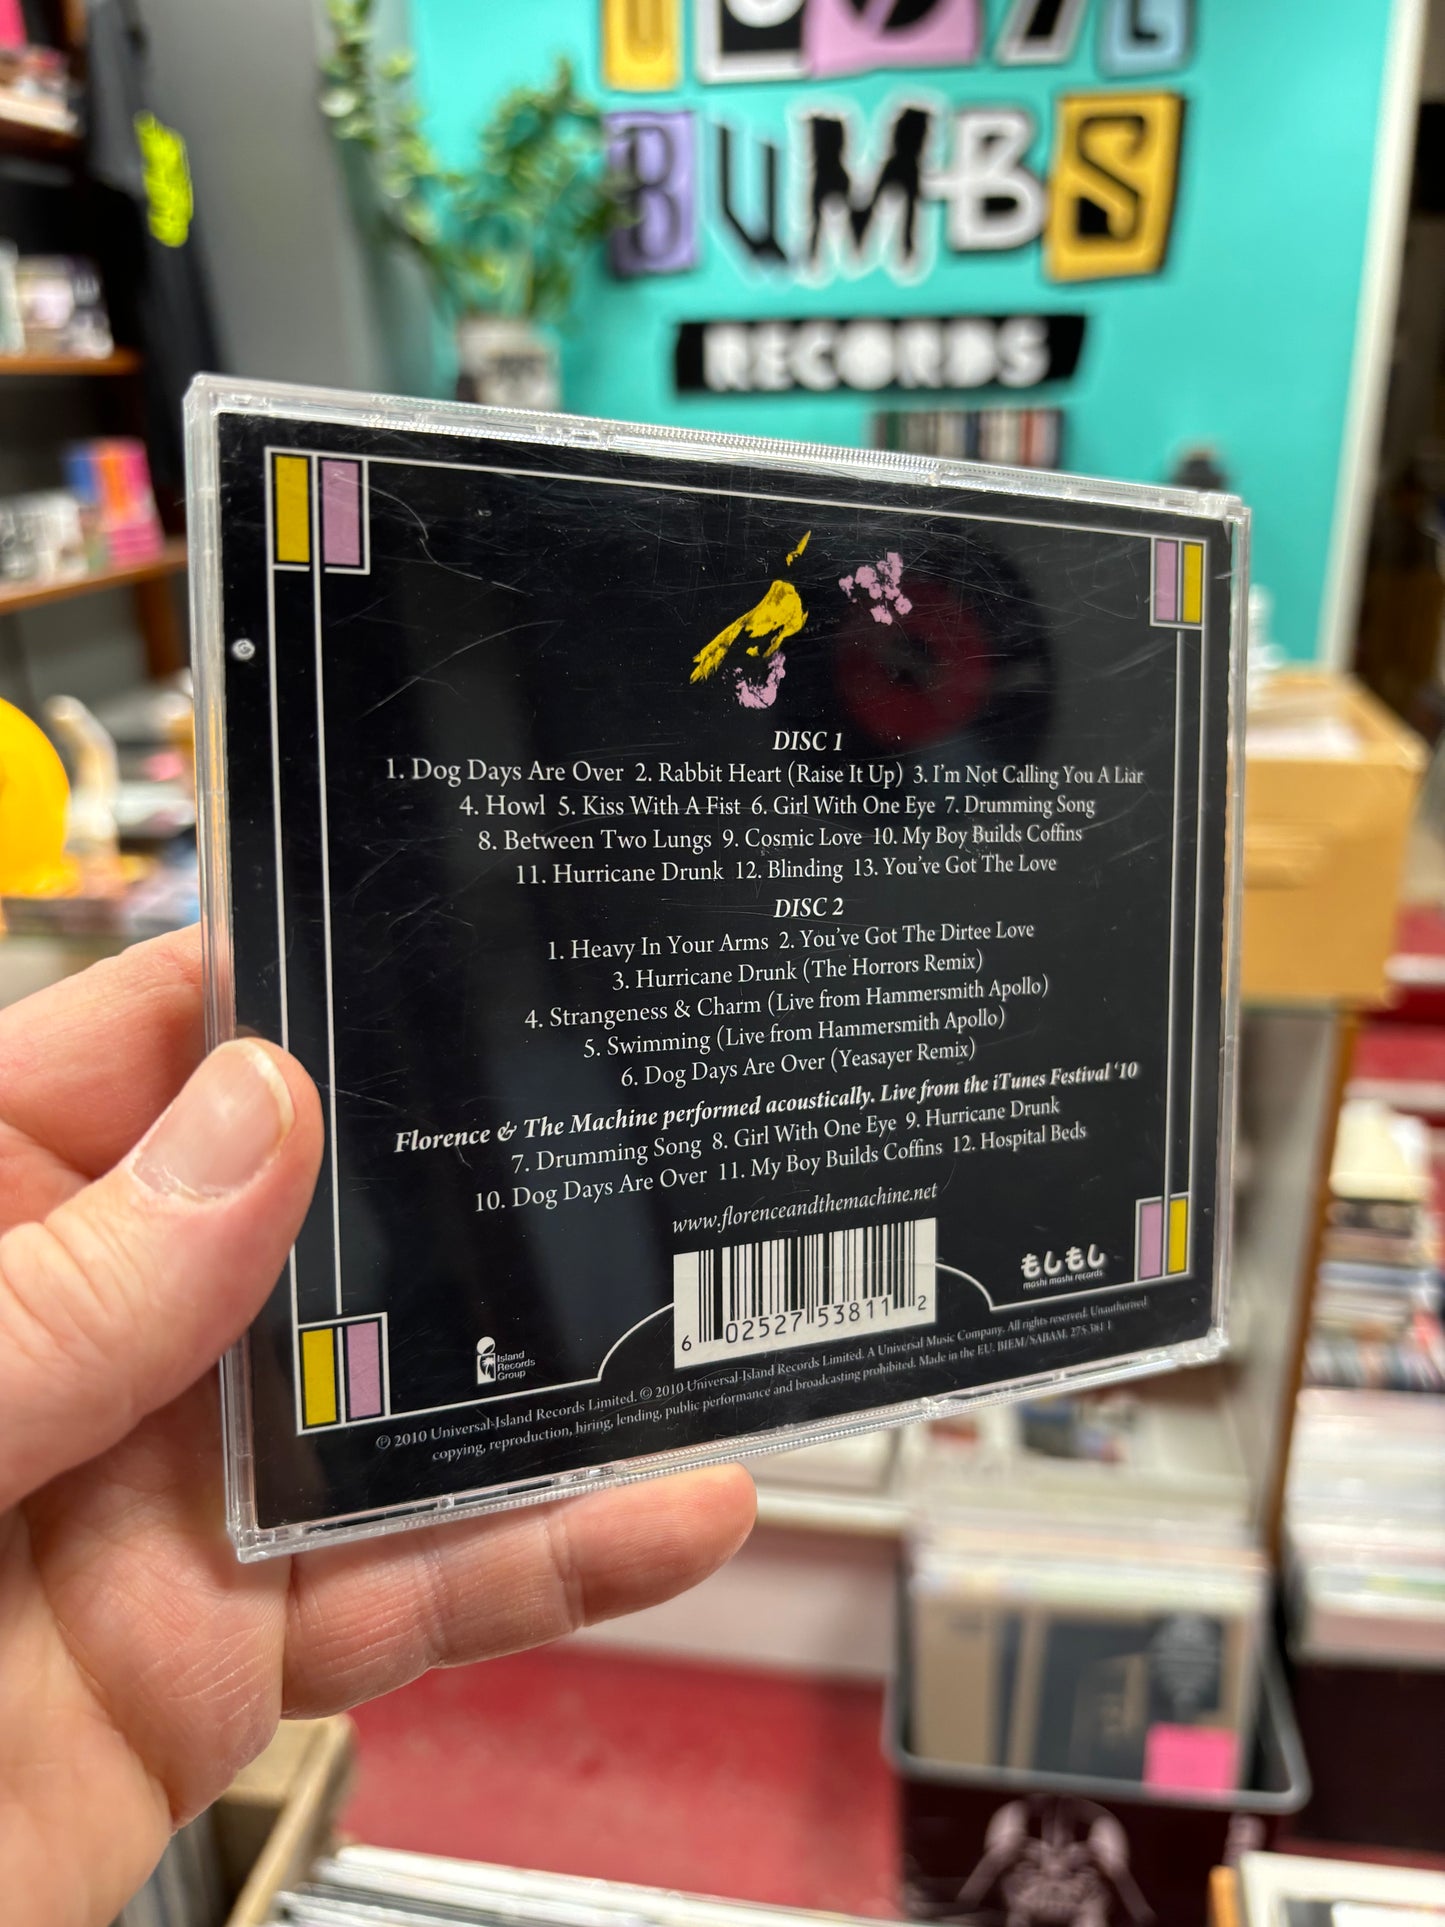 BUMBS
RECORDS
DISC 1
1. Dog Days Are Over 2. Rabbit Heart (Raise It Up) 3. I'm Not Calling You A Liar
4. Howl 5. Kiss With A Fist 6. Girl With One Eye 7. Drumming Song
8. Between Two Lungs 9. Cosmic Love 10. My Boy Builds Coffins
11. Hurricane Drunk 12. Blinding 13. You've Got The Love
DISC 2
1. Heavy In Your Arms 2. You've Got The Dirtee Love
3. Hurricane Drunk (The Horrors Remix)
4. Strangeness & Charm (Live from Hammersmith Apollo)
5. Swimming (Live from Hammersmith Apollo)
6. Dog Days Are Over (Yeasayer Remix)
Florence & The Machine performed acoustically. Live from the iTunes Festival '10
7. Drumming Song 8. Girl With One Eye 9. Hurricane Drunk
10. Dog Days Are Over 11. My Boy Builds Coffins 12. Hospital Beds
www.florenceandthemachine.net
6 02527 53811 2
もしもし
moshi moshi records
Island
Records
Group
℗ 2010 Universal-Island Records Limited. © 2010 Universal-Island Records Limited. A Universal Music Company. All rights reserved. Unauthorised
copying, reproduction, hiring, lending, public performance and broadcasting prohibited. Made in the EU. BIEM/SABAM. 275 381 1